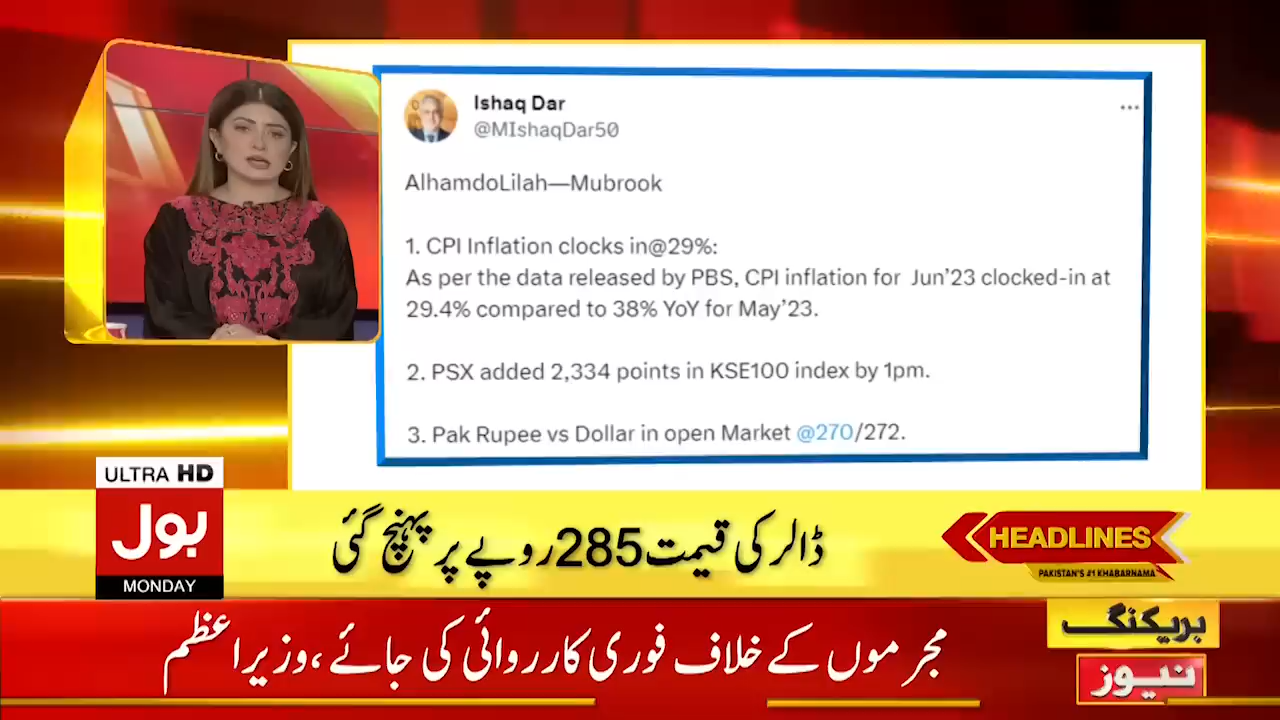 Ishaq Dar
@MIshaqDar50
AlhamdoLilah—Mubrook
1. CPI Inflation clocks in@29%:
As per the data released by PBS, CPI inflation for Jun'23 clocked-in at
29.4% compared to 38% YoY for May'23.
2. PSX added 2,334 points in KSE100 index by 1pm.
3. Pak Rupee vs Dollar in open Market @270/272.
ULTRA HD
بول
MONDAY
ڈالر کی قیمت 285 روپے پر پہنچ گئی
HEADLINES
PAKISTAN'S #1 KHABARNAMA
مجرموں کے خلاف فوری کارروائی کی جائے، وزیراعظم
بریکنگ
نیوز